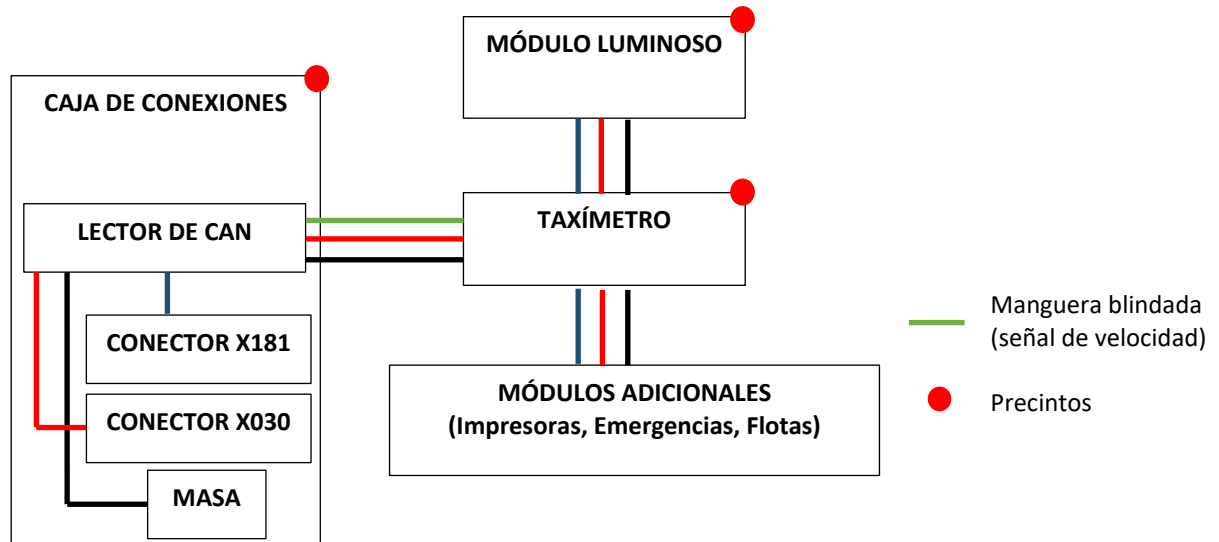 MÓDULO LUMINOSO
CAJA DE CONEXIONES
LECTOR DE CAN
TAXÍMETRO
CONECTOR X181
CONECTOR X030
MASA
MÓDULOS ADICIONALES
(Impresoras, Emergencias, Flotas)
Manguera blindada
(señal de velocidad)
Precintos